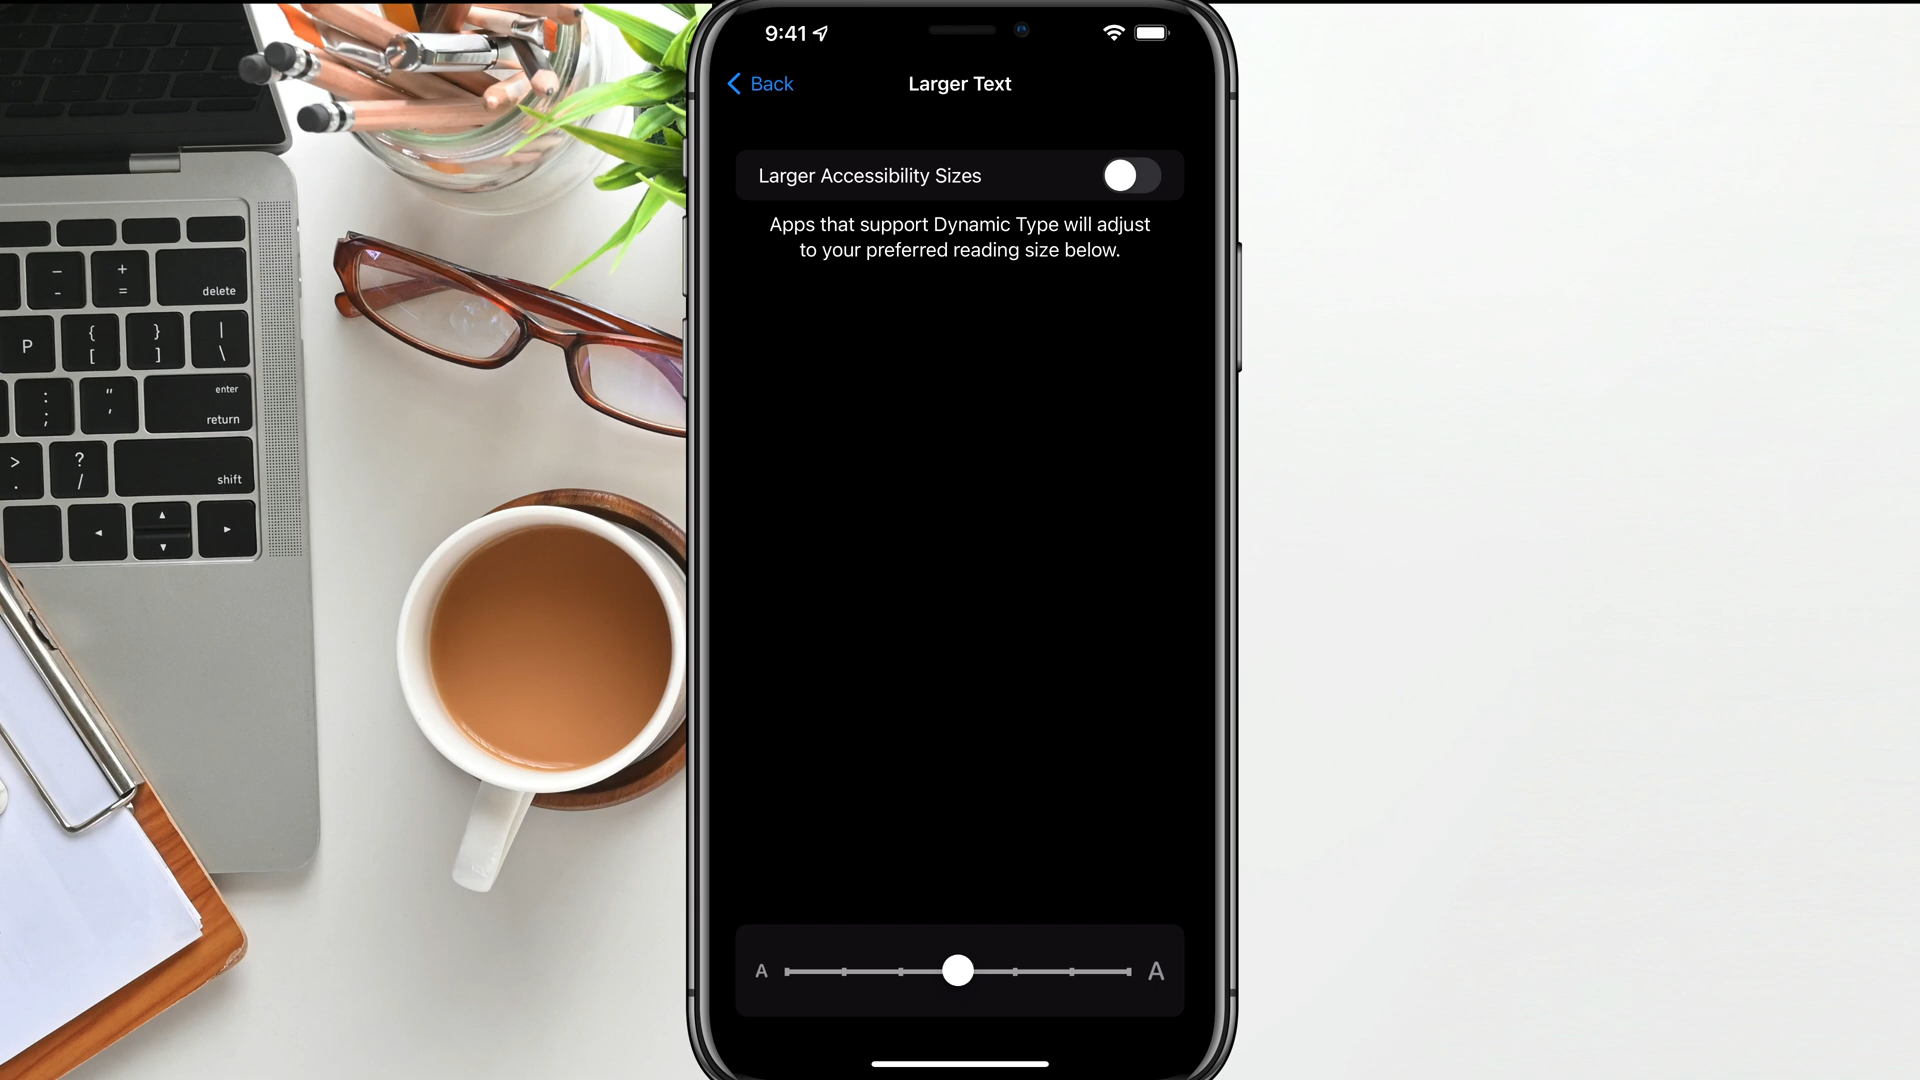 9:41
Back
Larger Text
Larger Accessibility Sizes
Apps that support Dynamic Type will adjust
to your preferred reading size below.
A A
— +
- =
delete
P
{ } |
[ ] \
: "
; ,
enter
return
> ?
. /
shift